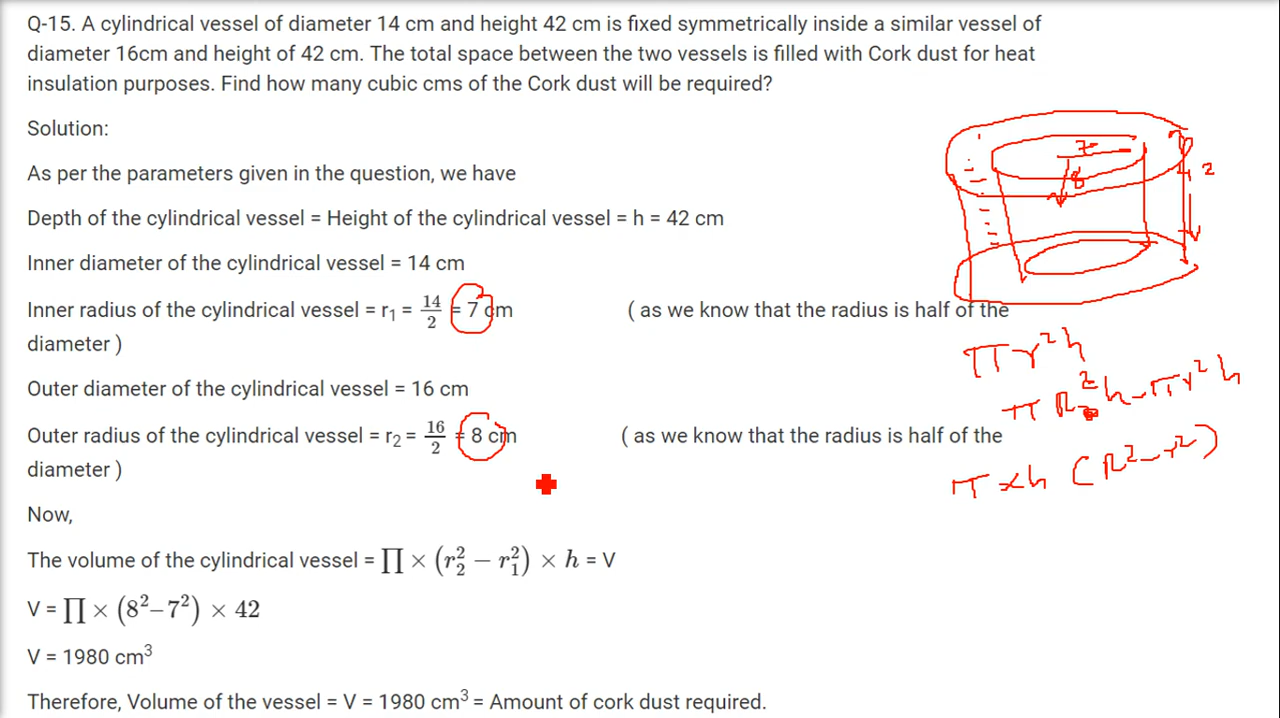 Q-15. A cylindrical vessel of diameter 14 cm and height 42 cm is fixed symmetrically inside a similar vessel of
diameter 16cm and height of 42 cm. The total space between the two vessels is filled with Cork dust for heat
insulation purposes. Find how many cubic cms of the Cork dust will be required?
Solution:
As per the parameters given in the question, we have
Depth of the cylindrical vessel = Height of the cylindrical vessel = h = 42 cm
Inner diameter of the cylindrical vessel = 14 cm
Inner radius of the cylindrical vessel = r₁ = 14/2 = 7 cm ( as we know that the radius is half of the
diameter )
Outer diameter of the cylindrical vessel = 16 cm
Outer radius of the cylindrical vessel = r₂ = 16/2 = 8 cm ( as we know that the radius is half of the
diameter )
Now,
The volume of the cylindrical vessel = ∏ × (r₂² − r₁²) × h = V
V = ∏ × (8² – 7²) × 42
V = 1980 cm³
Therefore, Volume of the vessel = V = 1980 cm³ = Amount of cork dust required.
7
8
πr²h
πR²h-πr²h
π×h (R²-r²)